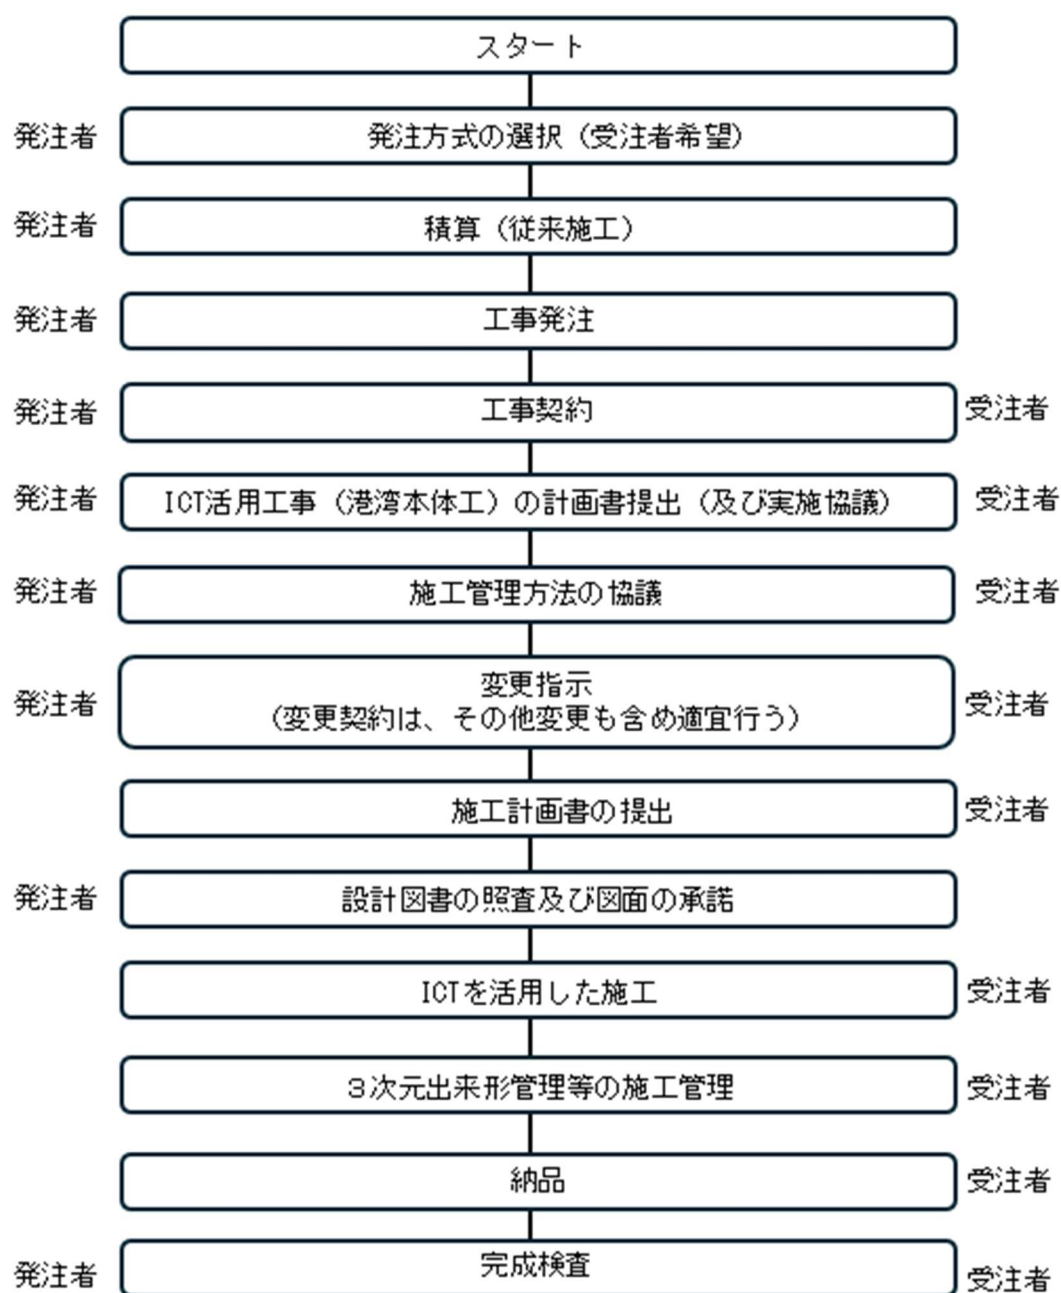 スタート
発注者 発注方式の選択（受注者希望）
発注者 積算（従来施工）
発注者 工事発注
発注者 工事契約 受注者
発注者 ICT活用工事（港湾本体工）の計画書提出（及び実施協議） 受注者
発注者 施工管理方法の協議 受注者
変更指示
発注者 （変更契約は、その他変更も含め適宜行う） 受注者
施工計画書の提出 受注者
発注者 設計図書の照査及び図面の承諾
ICTを活用した施工 受注者
３次元出来形管理等の施工管理 受注者
納品 受注者
発注者 完成検査 受注者